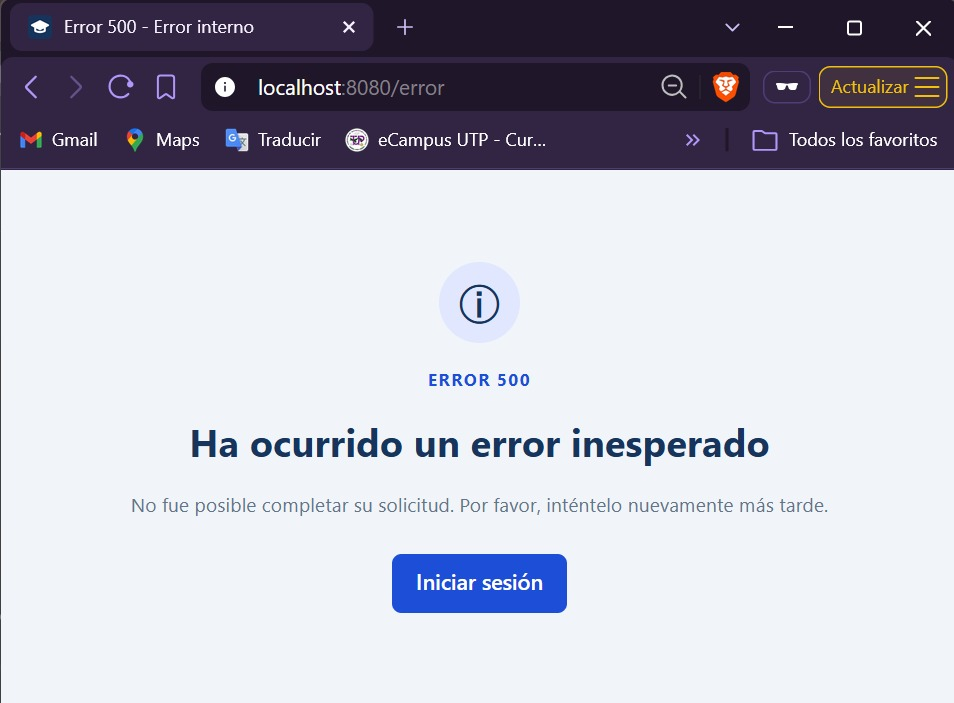 Error 500 - Error interno
localhost:8080/error
Actualizar
Gmail
Maps
Traducir
eCampus UTP - Cur...
Todos los favoritos
ERROR 500
Ha ocurrido un error inesperado
No fue posible completar su solicitud. Por favor, inténtelo nuevamente más tarde.
Iniciar sesión